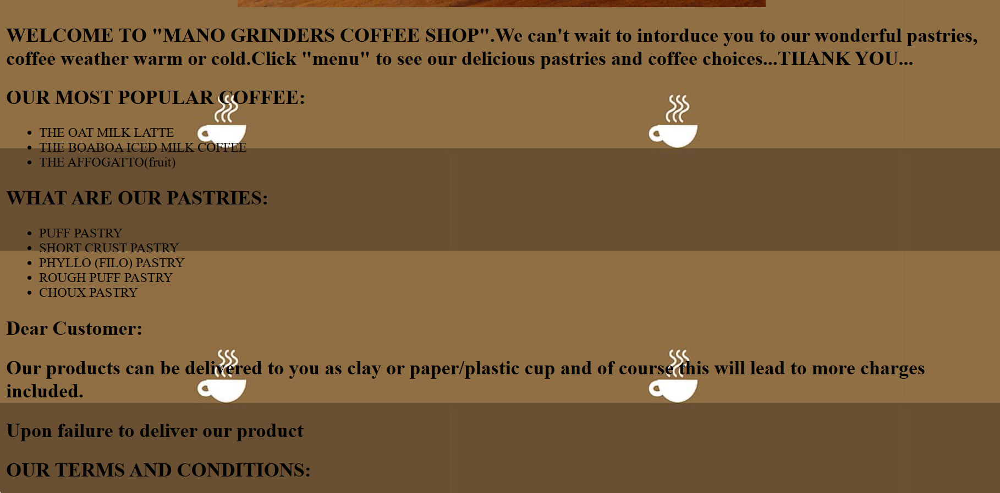 WELCOME TO "MANO GRINDERS COFFEE SHOP".We can't wait to intorduce you to our wonderful pastries,
coffee weather warm or cold.Click "menu" to see our delicious pastries and coffee choices...THANK YOU...
OUR MOST POPULAR COFFEE:
• THE OAT MILK LATTE
• THE BOABOA ICED MILK COFFEE
• THE AFFOGATTO(fruit)
WHAT ARE OUR PASTRIES:
• PUFF PASTRY
• SHORT CRUST PASTRY
• PHYLLO (FILO) PASTRY
• ROUGH PUFF PASTRY
• CHOUX PASTRY
Dear Customer:
Our products can be delivered to you as clay or paper/plastic cup and of course this will lead to more charges
included.
Upon failure to deliver our product
OUR TERMS AND CONDITIONS: